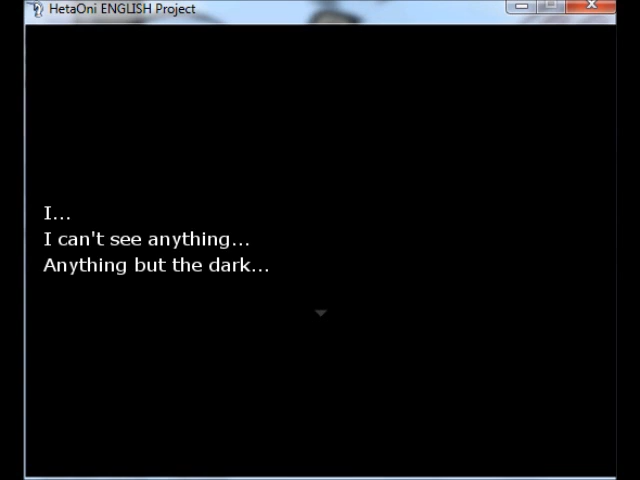 HetaOni ENGLISH Project
I...
I can't see anything...
Anything but the dark...